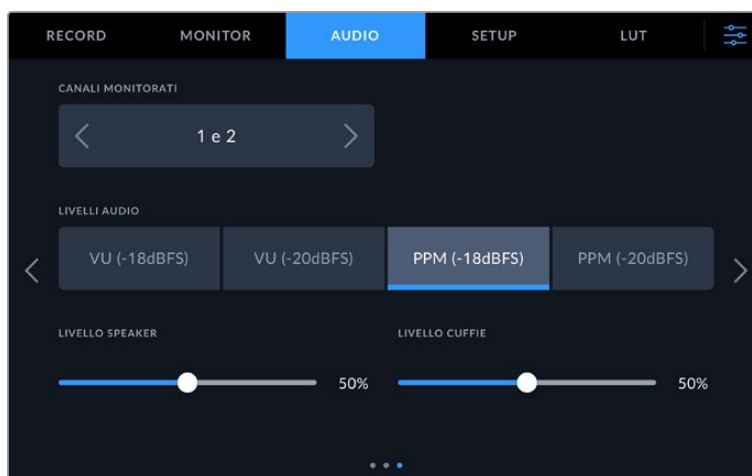 RECORD MONITOR AUDIO SETUP LUT
CANALI MONITORATI
1 e 2
LIVELLI AUDIO
VU (-18dBFS) VU (-20dBFS) PPM (-18dBFS) PPM (-20dBFS)
LIVELLO SPEAKER LIVELLO CUFFIE
50% 50%